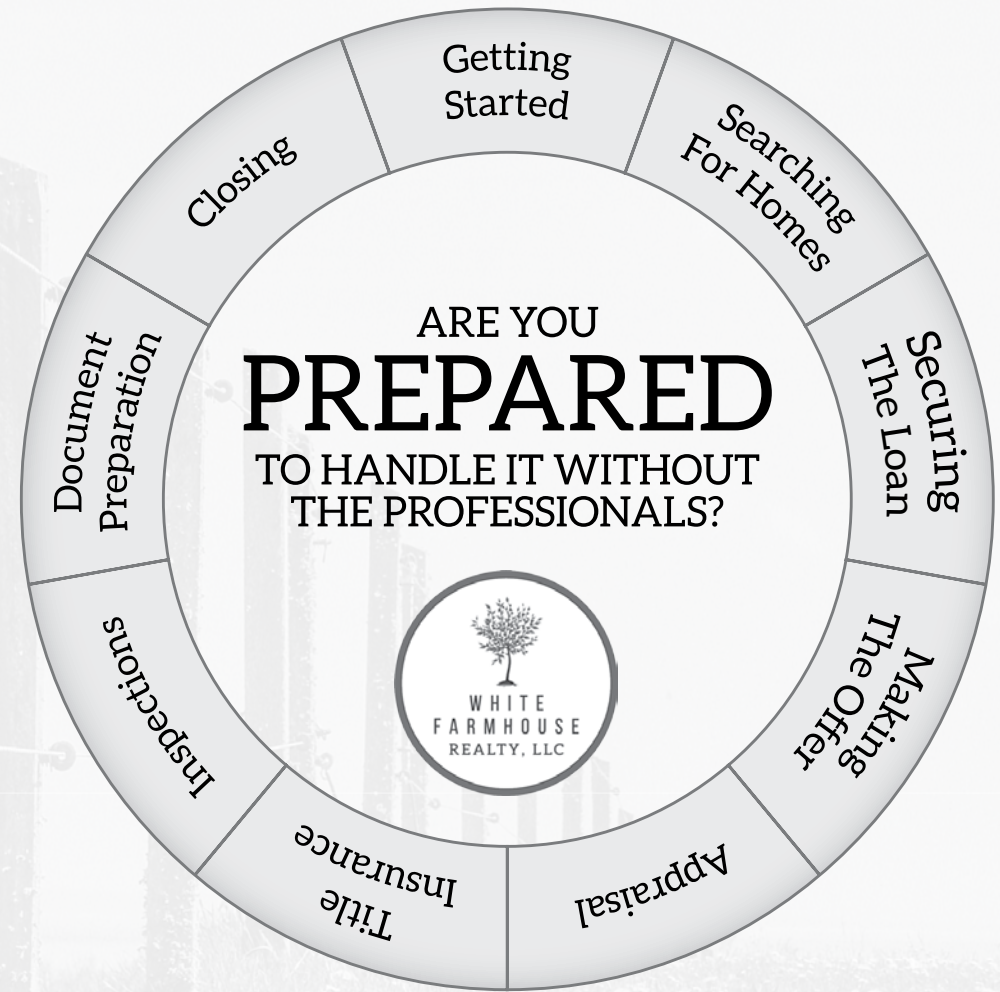 Getting
Started
Searching
For Homes
Securing
The Loan
Making
The Offer
Appraisal
Title
Insurance
Inspections
Document
Preparation
Closing
ARE YOU
PREPARED
TO HANDLE IT WITHOUT
THE PROFESSIONALS?
WHITE
FARMHOUSE
REALTY, LLC